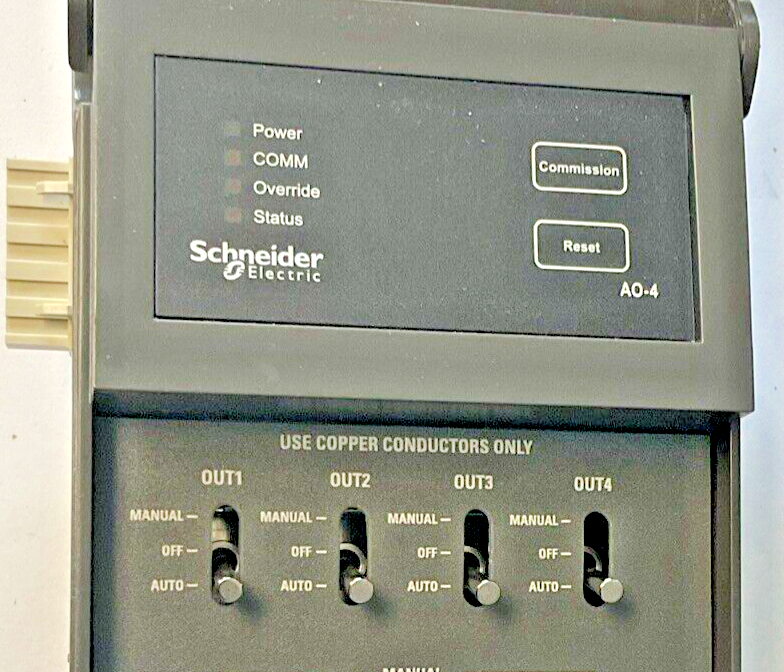 Power
COMM
Override
Status
Commission
Reset
Schneider
Electric
AO-4
USE COPPER CONDUCTORS ONLY
OUT1 OUT2 OUT3 OUT4
MANUAL– MANUAL– MANUAL– MANUAL–
OFF– OFF– OFF– OFF–
AUTO– AUTO– AUTO– AUTO–
MANUAL